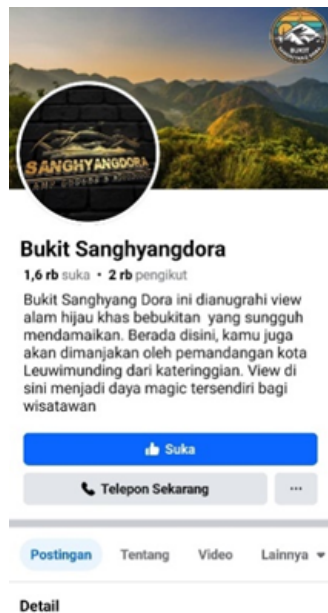 BUKIT
SANGHYANGDORA
Bukit Sanghyangdora
1,6 rb suka • 2 rb pengikut
Bukit Sanghyang Dora ini dianugrahi view
alam hijau khas bebukitan yang sungguh
mendamaikan. Berada disini, kamu juga
akan dimanjakan oleh pemandangan kota
Leuwimunding dari kateringgian. View di
sini menjadi daya magic tersendiri bagi
wisatawan
Suka
Telepon Sekarang
...
Postingan Tentang Video Lainnya
Detail